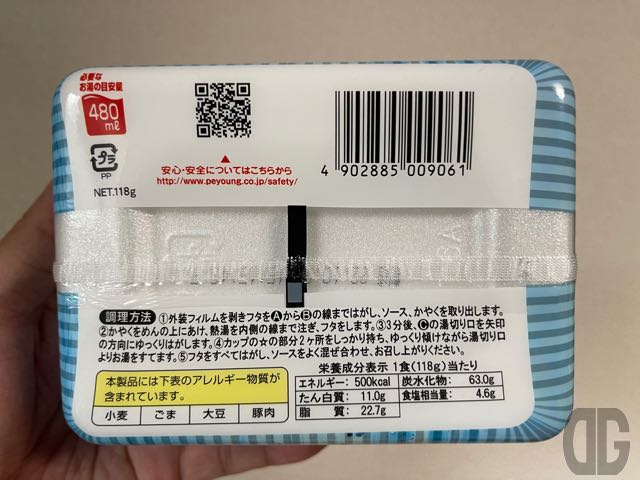 必要な
お湯の目安量
480
mℓ
プラ
PP
NET.118g
安心・安全についてはこちらから
http://www.peyoung.co.jp/safety/
4 902885 009061
調理方法 ①外装フィルムを剥きフタをⒶからⒷの線まではがし、ソース、かやくを取り出します。
②かやくをめんの上にあけ、熱湯を内側の線まで注ぎ、フタをします。③3分後、Ⓒの湯切り口を矢印
の方向にゆっくりはがします。④カップの☆の部分2ヶ所をしっかり持ち、ゆっくり傾けながら湯切り口
よりお湯をすてます。⑤フタをすべてはがし、ソースをよく混ぜ合わせ、お召し上がりください。
本製品には下表のアレルギー物質が
含まれています。
小麦 ごま 大豆 豚肉
栄養成分表示 1食(118g)当たり
エネルギー: 500kcal 炭水化物: 63.0g
たん白質: 11.0g 食塩相当量: 4.6g
脂 質: 22.7g
DG